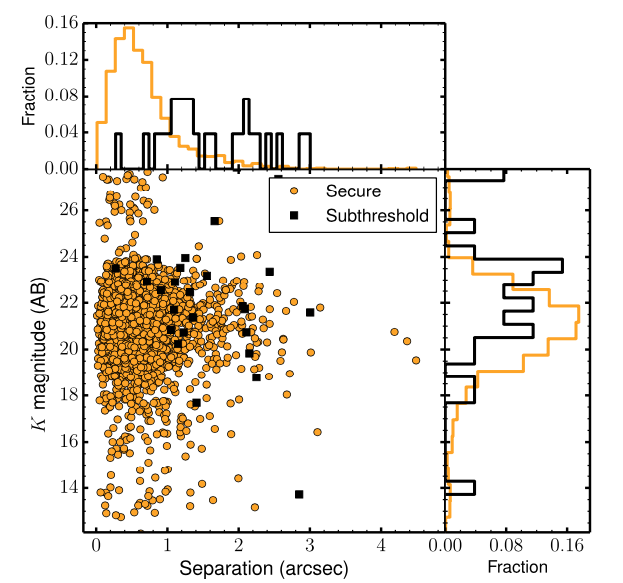 0.16
0.12
0.08
0.04
0.00
Fraction
Secure
Subthreshold
26
24
22
20
18
16
14
K magnitude (AB)
0 1 2 3 4
Separation (arcsec)
0.00 0.08 0.16
Fraction